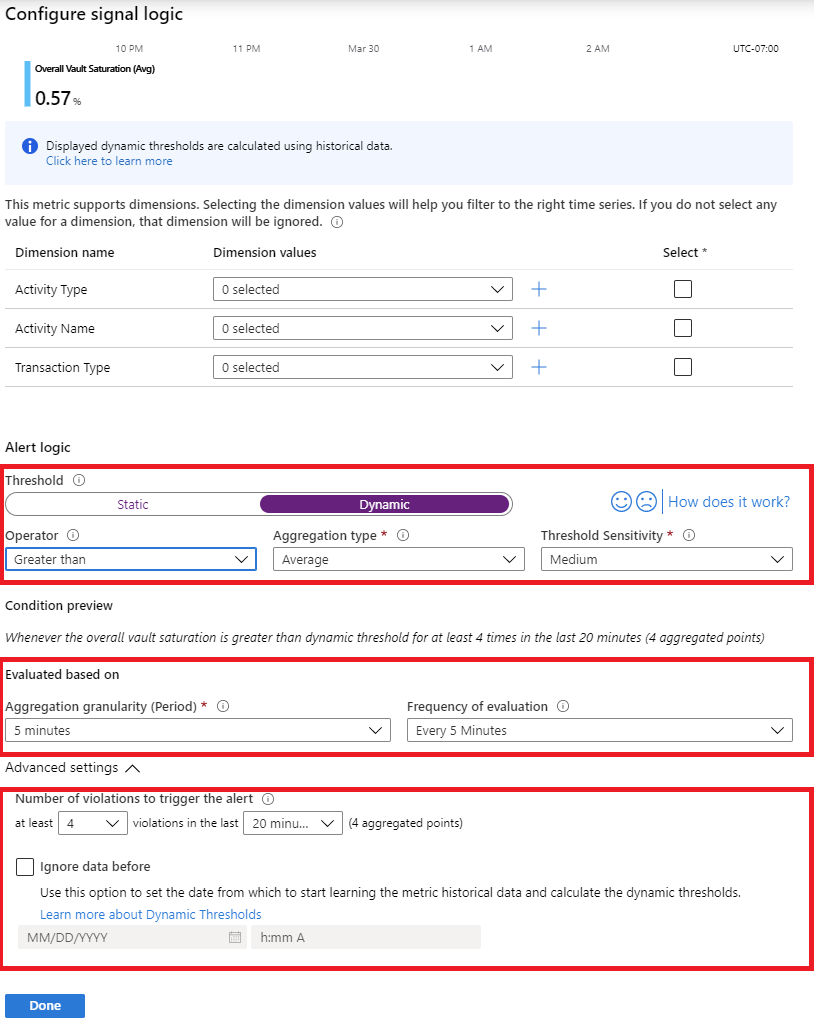 Configure signal logic
10 PM 11 PM Mar 30 1 AM 2 AM UTC-07:00
Overall Vault Saturation (Avg)
0.57 %
Displayed dynamic thresholds are calculated using historical data.
Click here to learn more
This metric supports dimensions. Selecting the dimension values will help you filter to the right time series. If you do not select any
value for a dimension, that dimension will be ignored.
Dimension name Dimension values Select *
Activity Type 0 selected
Activity Name 0 selected
Transaction Type 0 selected
Alert logic
Threshold
Static Dynamic How does it work?
Operator Aggregation type * Threshold Sensitivity *
Greater than Average Medium
Condition preview
Whenever the overall vault saturation is greater than dynamic threshold for at least 4 times in the last 20 minutes (4 aggregated points)
Evaluated based on
Aggregation granularity (Period) * Frequency of evaluation
5 minutes Every 5 Minutes
Advanced settings
Number of violations to trigger the alert
at least 4 violations in the last 20 minu... (4 aggregated points)
Ignore data before
Use this option to set the date from which to start learning the metric historical data and calculate the dynamic thresholds.
Learn more about Dynamic Thresholds
MM/DD/YYYY h:mm A
Done